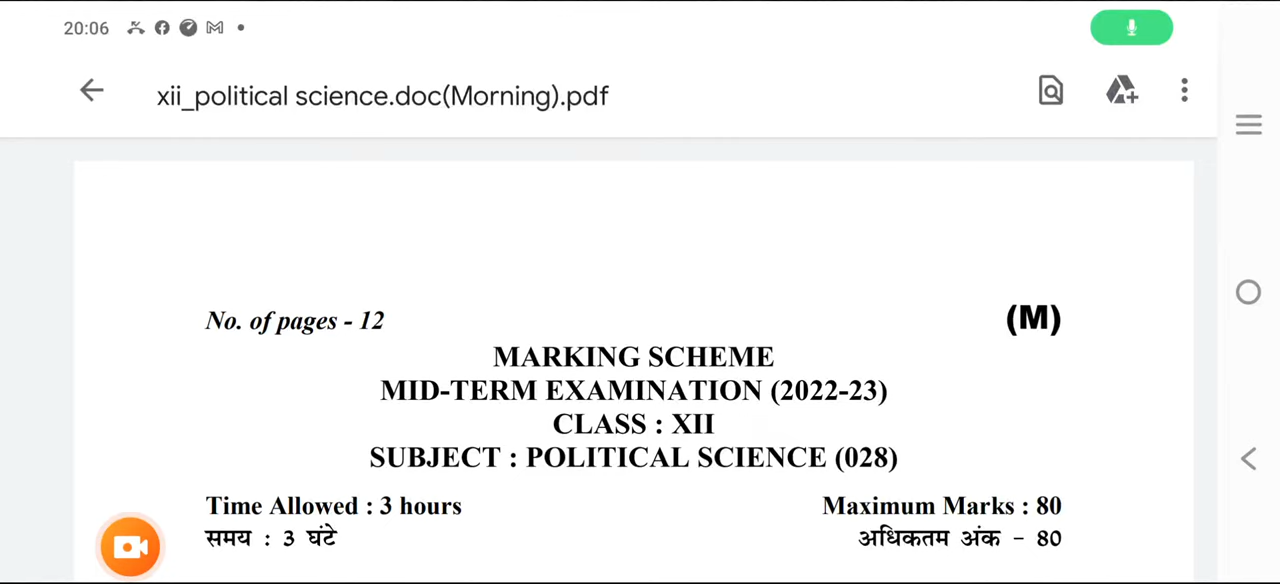 20:06
xii_political science.doc(Morning).pdf
No. of pages - 12 (M)
MARKING SCHEME
MID-TERM EXAMINATION (2022-23)
CLASS : XII
SUBJECT : POLITICAL SCIENCE (028)
Time Allowed : 3 hours Maximum Marks : 80
समय : 3 घंटे अधिकतम अंक - 80